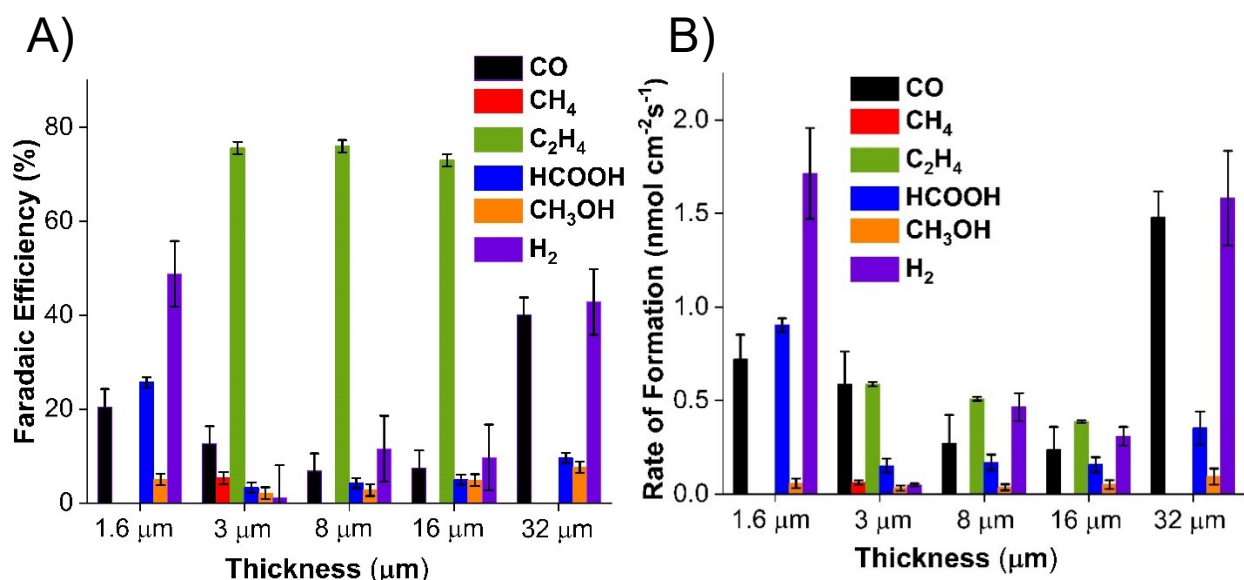 A)
Faradaic Efficiency (%)
80
60
40
20
0
CO
CH₄
C₂H₄
HCOOH
CH₃OH
H₂
1.6 μm 3 μm 8 μm 16 μm 32 μm
Thickness (μm)
B)
Rate of Formation (nmol cm⁻²s⁻¹)
2.0
1.5
1.0
0.5
0.0
CO
CH₄
C₂H₄
HCOOH
CH₃OH
H₂
1.6 μm 3 μm 8 μm 16 μm 32 μm
Thickness (μm)